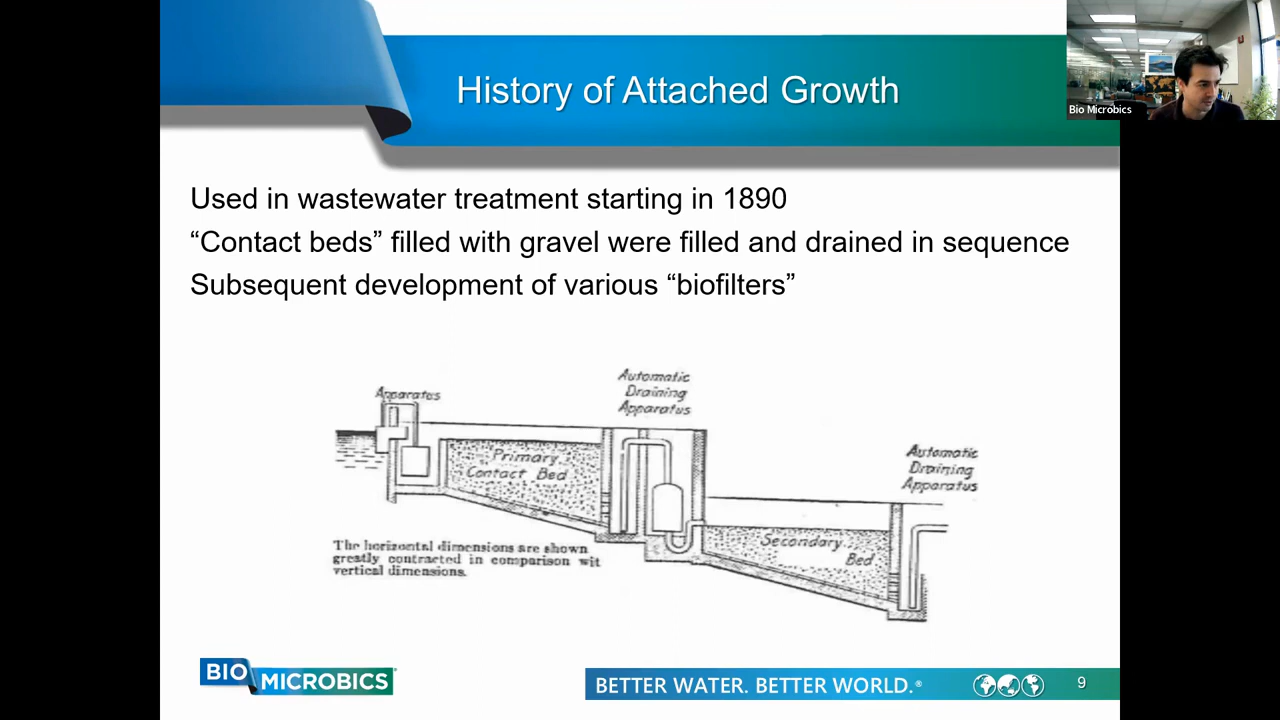 History of Attached Growth
Bio Microbics
Used in wastewater treatment starting in 1890
“Contact beds” filled with gravel were filled and drained in sequence
Subsequent development of various “biofilters”
Apparatus
Automatic
Draining
Apparatus
Primary
Contact Bed
Automatic
Draining
Apparatus
Secondary
Bed
The horizontal dimensions are shown
greatly contracted in comparison wit
vertical dimensions.
BIO MICROBICS®
BETTER WATER. BETTER WORLD.®
9